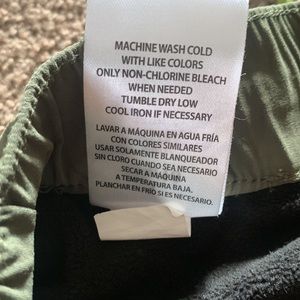 MACHINE WASH COLD
WITH LIKE COLORS
ONLY NON-CHLORINE BLEACH
WHEN NEEDED
TUMBLE DRY LOW
COOL IRON IF NECESSARY
LAVAR A MÁQUINA EN AGUA FRÍA
CON COLORES SIMILARES
USAR SOLAMENTE BLANQUEADOR
SIN CLORO CUANDO SEA NECESARIO
SECAR A MÁQUINA
A TEMPERATURA BAJA.
PLANCHAR EN FRÍO SI ES NECESARIO